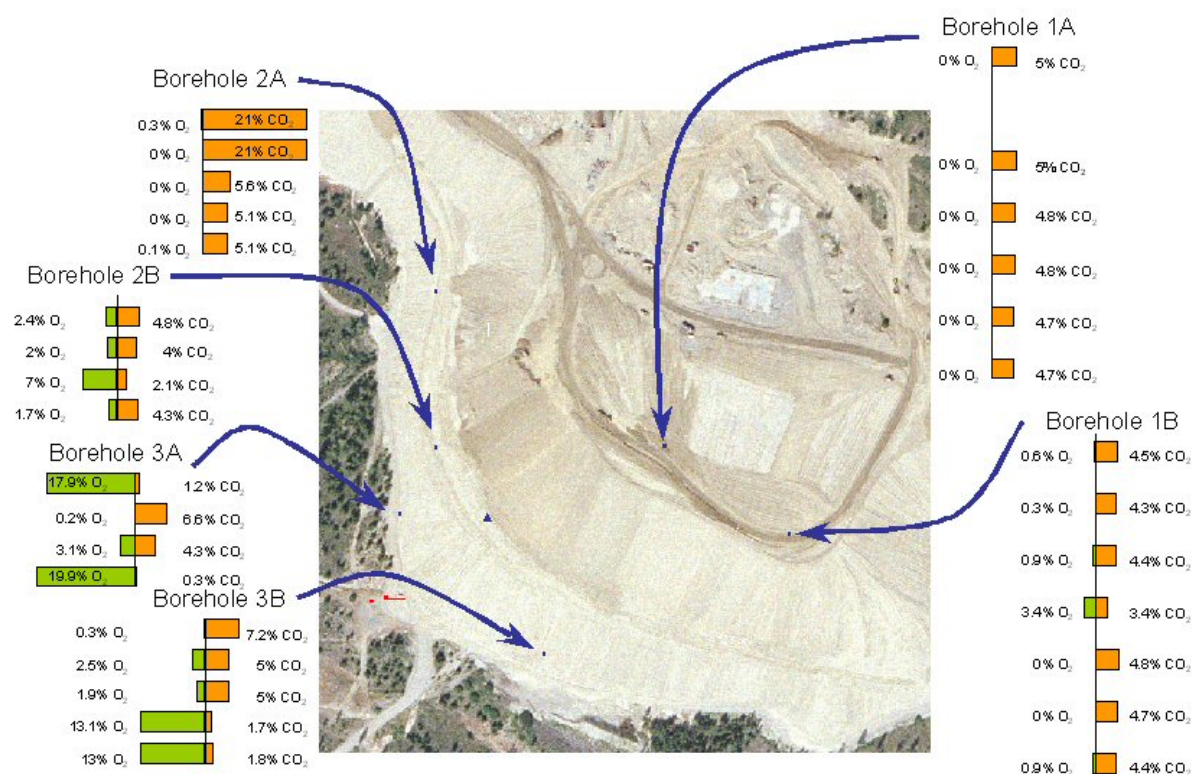 Borehole 1A
0% O₂ 5% CO₂
0% O₂ 5% CO₂
0% O₂ 4.8% CO₂
0% O₂ 4.8% CO₂
0% O₂ 4.7% CO₂
0% O₂ 4.7% CO₂
Borehole 2A
0.3% O₂ 21% CO₂
0% O₂ 21% CO₂
0% O₂ 5.6% CO₂
0% O₂ 5.1% CO₂
0.1% O₂ 5.1% CO₂
Borehole 2B
2.4% O₂ 4.8% CO₂
2% O₂ 4% CO₂
7% O₂ 2.1% CO₂
1.7% O₂ 4.3% CO₂
Borehole 3A
17.9% O₂ 1.2% CO₂
0.2% O₂ 6.6% CO₂
3.1% O₂ 4.3% CO₂
19.9% O₂ 0.3% CO₂
Borehole 3B
0.3% O₂ 7.2% CO₂
2.5% O₂ 5% CO₂
1.9% O₂ 5% CO₂
13.1% O₂ 1.7% CO₂
13% O₂ 1.8% CO₂
Borehole 1B
0.6% O₂ 4.5% CO₂
0.3% O₂ 4.3% CO₂
0.9% O₂ 4.4% CO₂
3.4% O₂ 3.4% CO₂
0% O₂ 4.8% CO₂
0% O₂ 4.7% CO₂
0.9% O₂ 4.4% CO₂